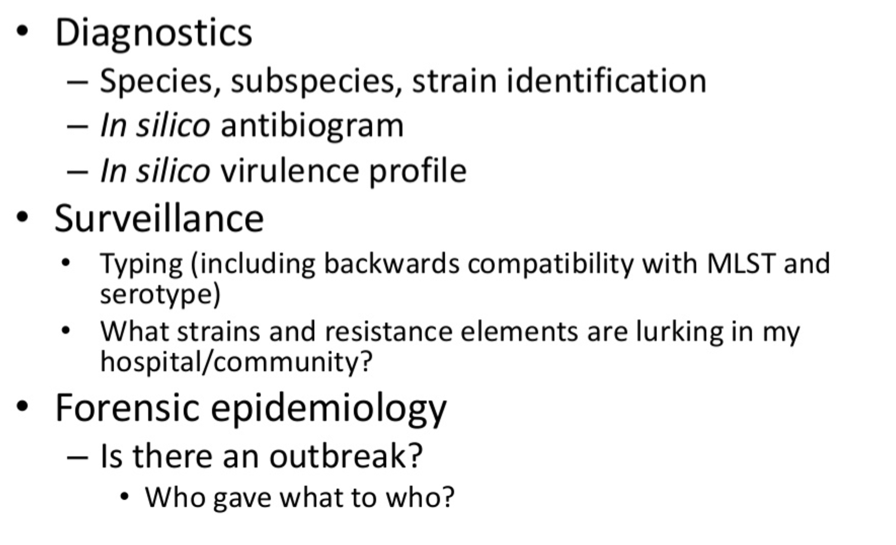 • Diagnostics
– Species, subspecies, strain identification
– In silico antibiogram
– In silico virulence profile
• Surveillance
• Typing (including backwards compatibility with MLST and
serotype)
• What strains and resistance elements are lurking in my
hospital/community?
• Forensic epidemiology
– Is there an outbreak?
• Who gave what to who?